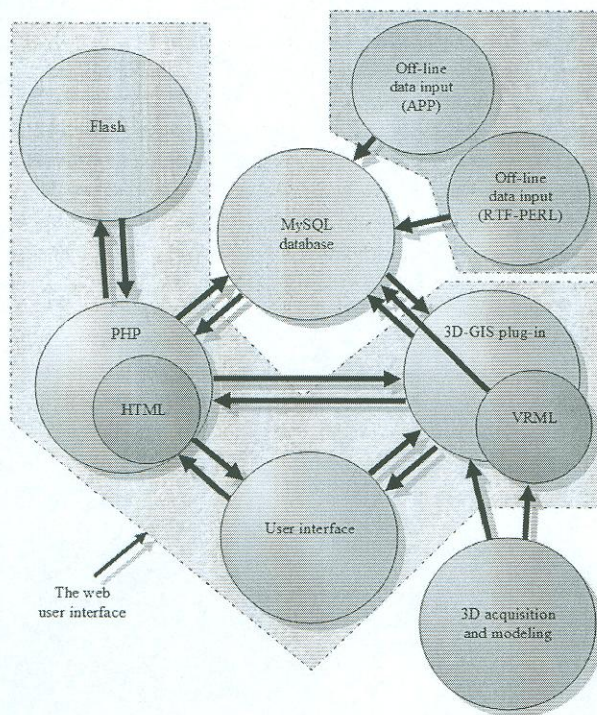 Off-line
data input
(APP)
Flash
Off-line
data input
(RTF-PERL)
MySQL
database
PHP
3D-GIS plug-in
HTML
VRML
User interface
The web
user interface
3D acquisition
and modeling